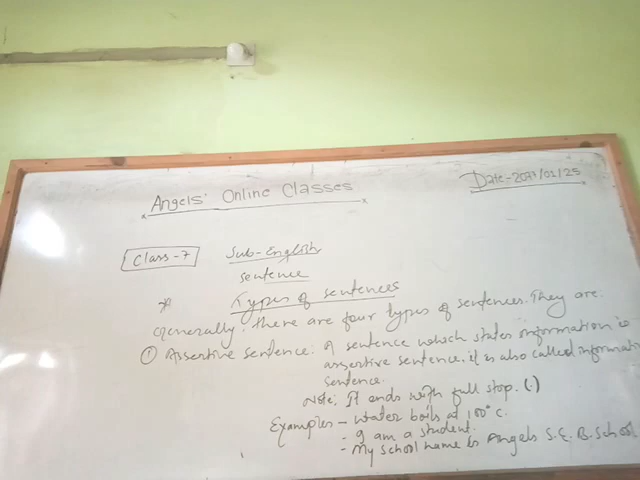 Angels' Online Classes
Date-2077/01/25
Class-7
Sub-English
sentence
* Types of sentences
Generally, there are four types of sentences. They are.
① Assertive sentence. A sentence which states information is
assertive sentence. it is also called informati
sentence.
Note: It ends with full stop. (.)
Examples - Water boils at 100°C.
- I am a student.
- My school name is Angels S.E.B. School